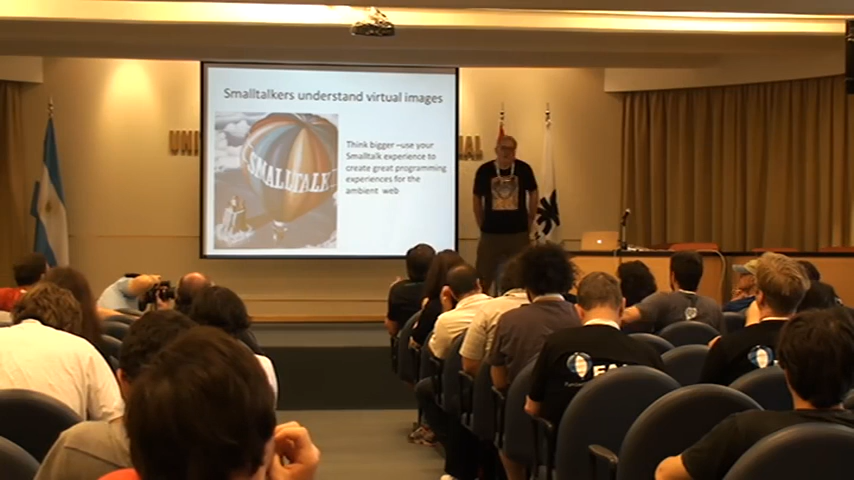 Smalltalkers understand virtual images
SMALLTALK
Think bigger –use your
Smalltalk experience to
create great programming
experiences for the
ambient web
UNI
AL